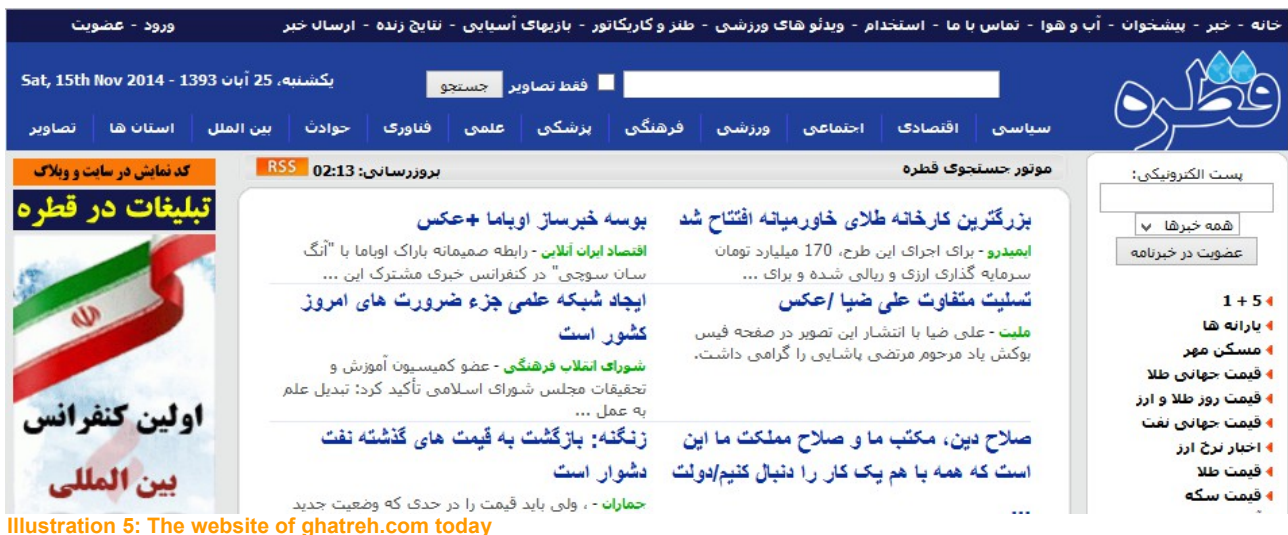 خانه - خبر - پیشخوان - آب و هوا - تماس با ما - استخدام - ویدئو های ورزشی - طنز و کاریکاتور - بازیهای آسیایی - نتایج زنده - ارسال خبر
ورود - عضویت
قطره
فقط تصاویر
جستجو
یکشنبه، 25 آبان 1393 - Sat, 15th Nov 2014
سیاسی
اقتصادی
اجتماعی
ورزشی
فرهنگی
پزشکی
علمی
فناوری
حوادث
بین الملل
استان ها
تصاویر
پست الکترونیکی:
همه خبرها
عضویت در خبرنامه
1 + 5
یارانه ها
مسکن مهر
قیمت جهانی طلا
قیمت روز طلا و ارز
قیمت جهانی نفت
اخبار نرخ ارز
قیمت طلا
قیمت سکه
موتور جستجوی قطره
بروزرسانی: 02:13
RSS
بزرگترین کارخانه طلای خاورمیانه افتتاح شد
ایمیدرو - برای اجرای این طرح، 170 میلیارد تومان
سرمایه گذاری ارزی و ریالی شده و برای ...
بوسه خبرساز اوباما +عکس
اقتصاد ایران آنلاین - رابطه صمیمانه باراک اوباما با "آنگ
سان سوچی" در کنفرانس خبری مشترک این ...
تسلیت متفاوت علی ضیا /عکس
ملیت - علی ضیا با انتشار این تصویر در صفحه فیس
بوکش یاد مرحوم مرتضی پاشایی را گرامی داشت.
ایجاد شبکه علمی جزء ضرورت های امروز
کشور است
شورای انقلاب فرهنگی - عضو کمیسیون آموزش و
تحقیقات مجلس شورای اسلامی تأکید کرد: تبدیل علم
به عمل ...
صلاح دین، مکتب ما و صلاح مملکت ما این
است که همه با هم یک کار را دنبال کنیم/دولت
...
زنگنه: بازگشت به قیمت های گذشته نفت
دشوار است
جماران - ، ولی باید قیمت را در حدی که وضعیت جدید
کد نمایش در سایت و وبلاگ
تبلیغات در قطره
اولین کنفرانس
بین المللی
Illustration 5: The website of ghatreh.com today